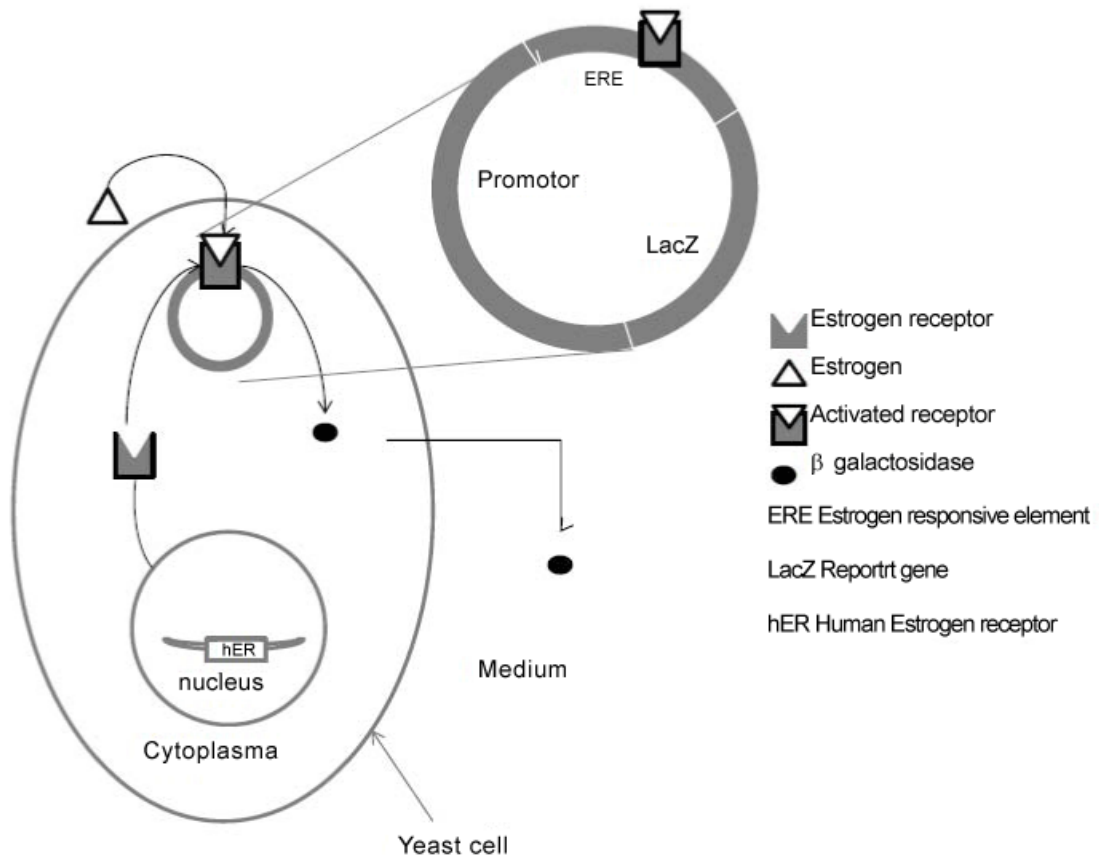 ERE
Promotor
LacZ
Estrogen receptor
Estrogen
Activated receptor
β galactosidase
ERE Estrogen responsive element
LacZ Reportrt gene
hER Human Estrogen receptor
hER
nucleus
Medium
Cytoplasma
Yeast cell